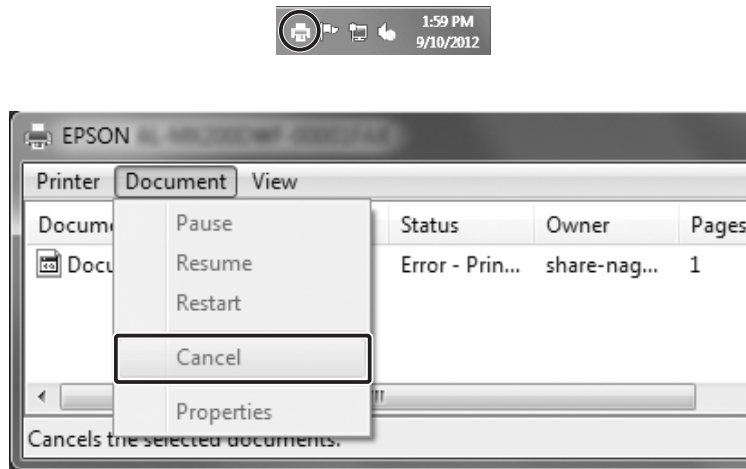 1:59 PM
9/10/2012
EPSON
Printer Document View
Docum Status Owner Pages
Docu Error - Prin... share-nag... 1
Pause
Resume
Restart
Cancel
Properties
Cancels the selected documents.